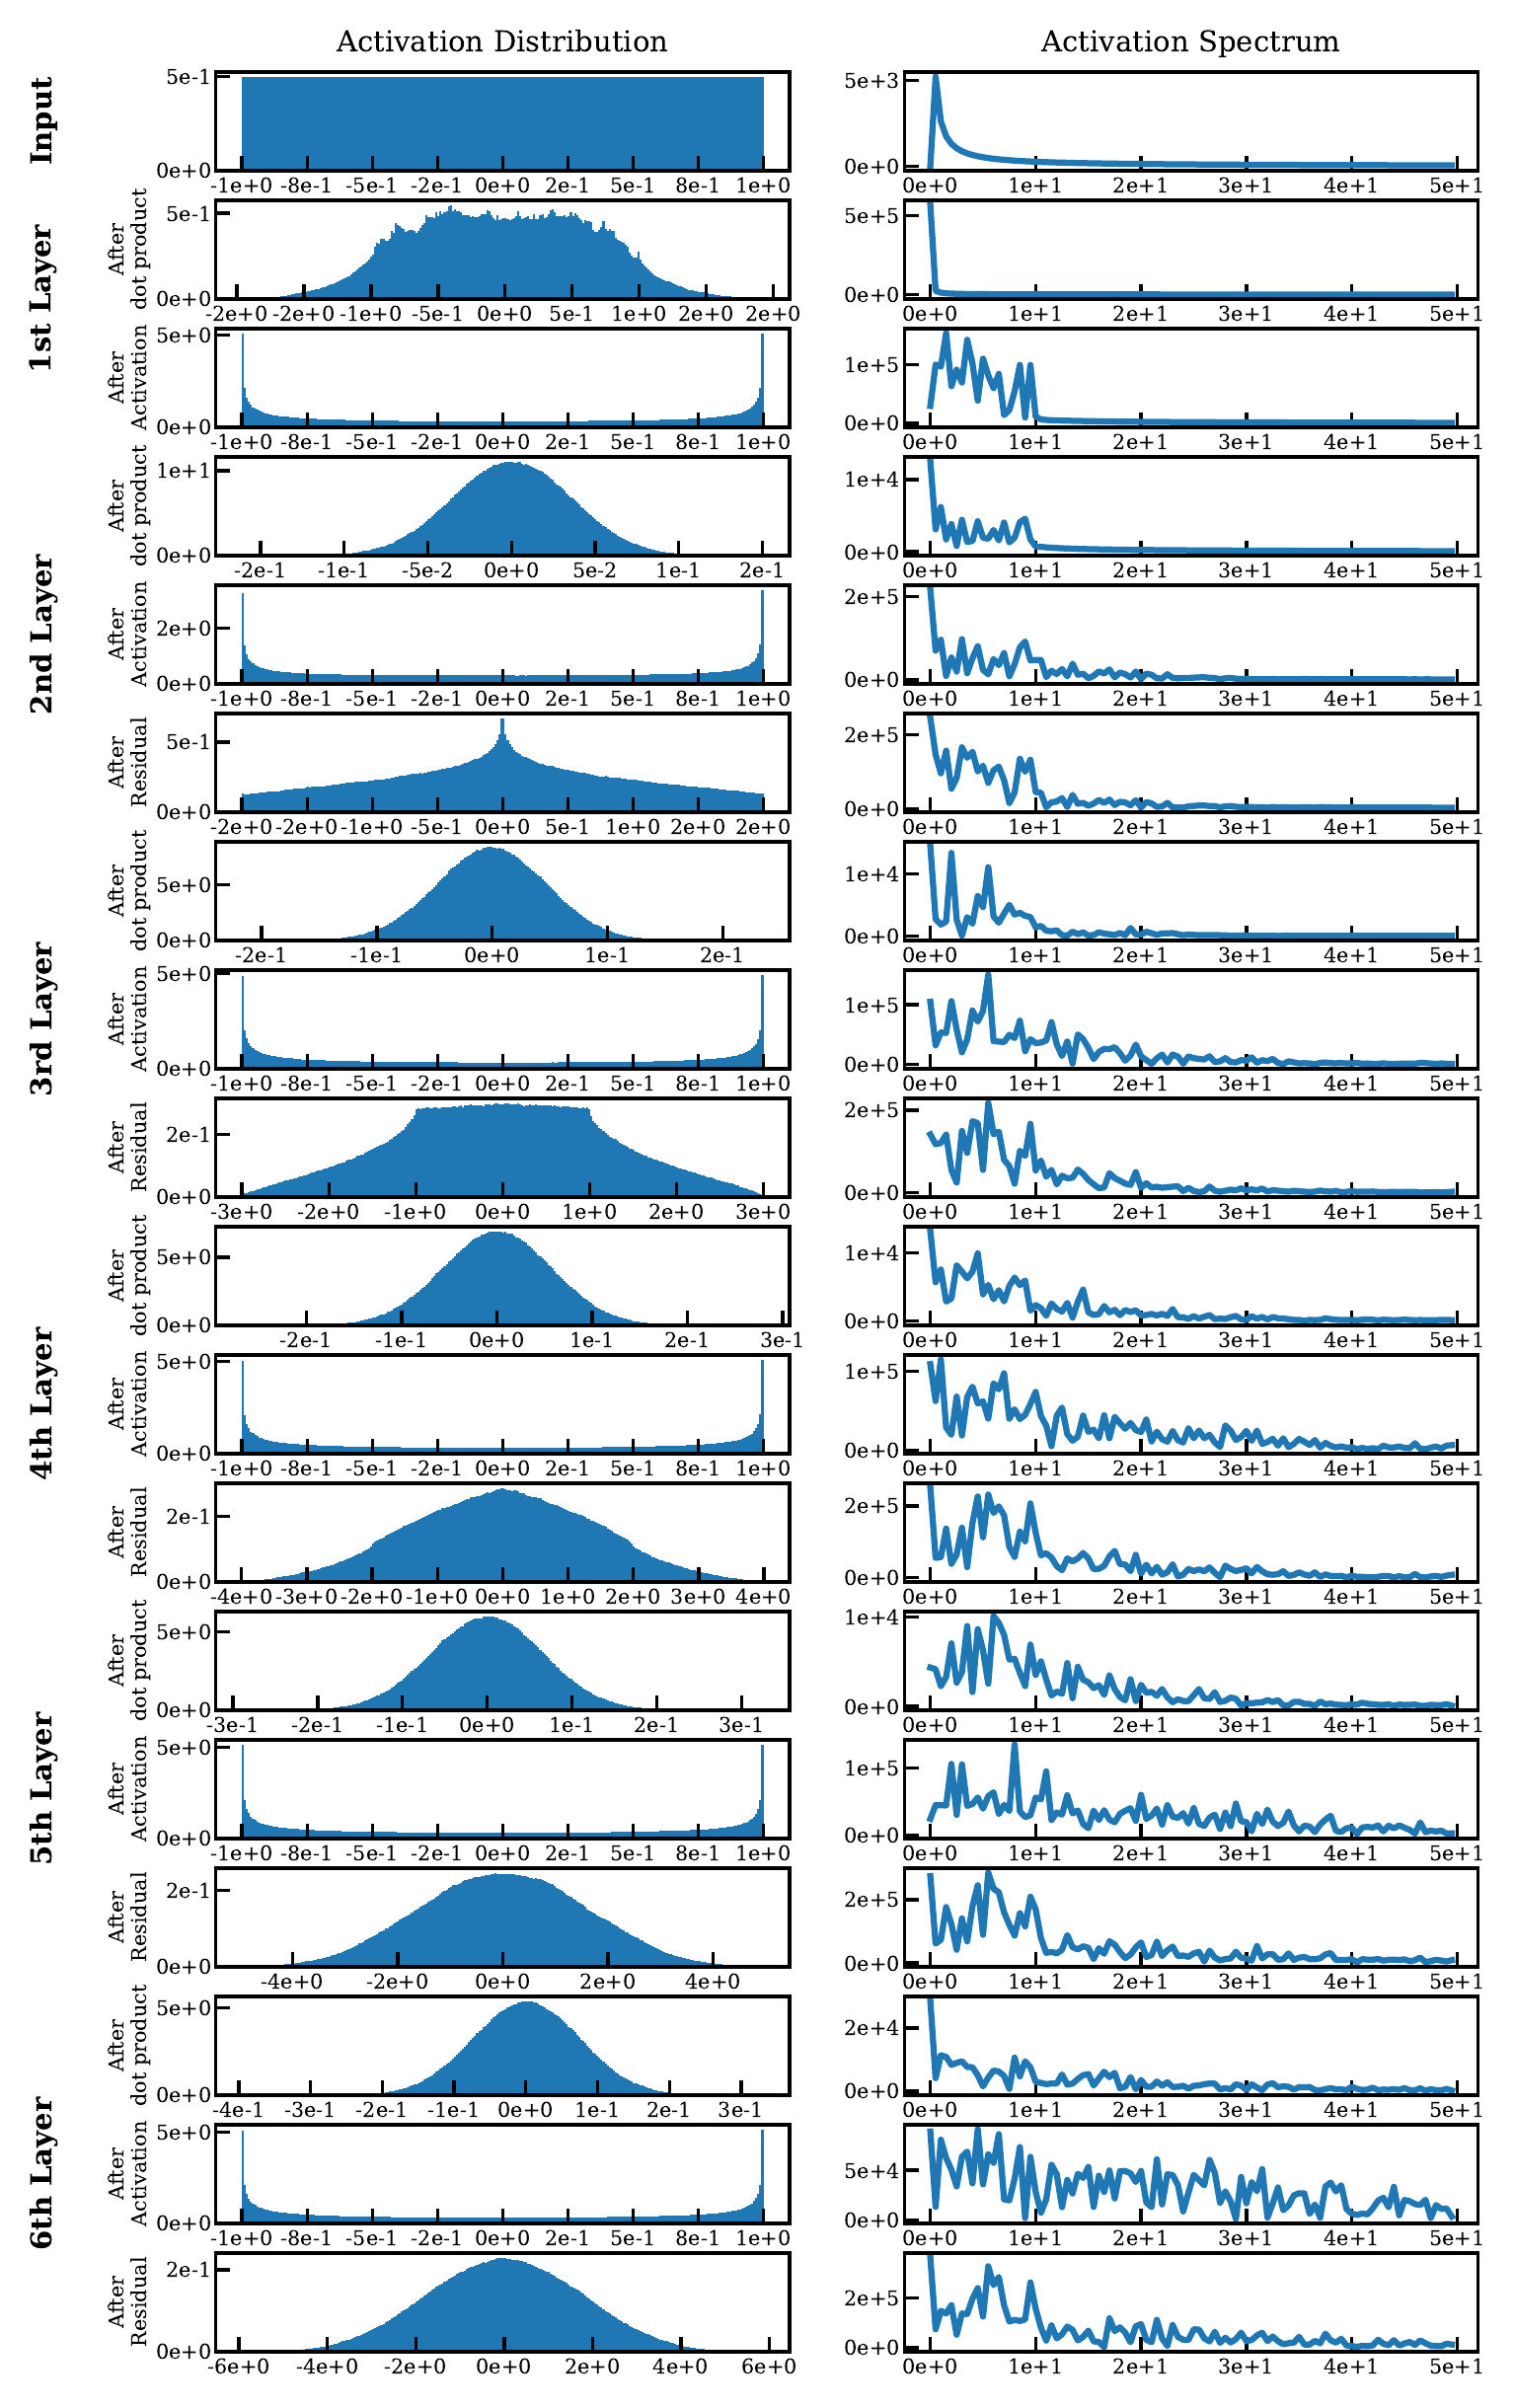 Activation Distribution
Activation Spectrum
Input
5e-1
0e+0
-1e+0 -8e-1 -5e-1 -2e-1 0e+0 2e-1 5e-1 8e-1 1e+0
5e+3
0e+0
0e+0 1e+1 2e+1 3e+1 4e+1 5e+1
1st Layer
After
dot product
5e-1
0e+0
-2e+0 -2e+0 -1e+0 -5e-1 0e+0 5e-1 1e+0 2e+0 2e+0
5e+5
0e+0
0e+0 1e+1 2e+1 3e+1 4e+1 5e+1
After
Activation
5e+0
0e+0
-1e+0 -8e-1 -5e-1 -2e-1 0e+0 2e-1 5e-1 8e-1 1e+0
1e+5
0e+0
0e+0 1e+1 2e+1 3e+1 4e+1 5e+1
2nd Layer
After
dot product
1e+1
0e+0
-2e-1 -1e-1 -5e-2 0e+0 5e-2 1e-1 2e-1
1e+4
0e+0
0e+0 1e+1 2e+1 3e+1 4e+1 5e+1
After
Activation
2e+0
0e+0
-1e+0 -8e-1 -5e-1 -2e-1 0e+0 2e-1 5e-1 8e-1 1e+0
2e+5
0e+0
0e+0 1e+1 2e+1 3e+1 4e+1 5e+1
After
Residual
5e-1
0e+0
-2e+0 -2e+0 -1e+0 -5e-1 0e+0 5e-1 1e+0 2e+0 2e+0
2e+5
0e+0
0e+0 1e+1 2e+1 3e+1 4e+1 5e+1
3rd Layer
After
dot product
5e+0
0e+0
-2e-1 -1e-1 0e+0 1e-1 2e-1
1e+4
0e+0
0e+0 1e+1 2e+1 3e+1 4e+1 5e+1
After
Activation
5e+0
0e+0
-1e+0 -8e-1 -5e-1 -2e-1 0e+0 2e-1 5e-1 8e-1 1e+0
1e+5
0e+0
0e+0 1e+1 2e+1 3e+1 4e+1 5e+1
After
Residual
2e-1
0e+0
-3e+0 -2e+0 -1e+0 0e+0 1e+0 2e+0 3e+0
2e+5
0e+0
0e+0 1e+1 2e+1 3e+1 4e+1 5e+1
4th Layer
After
dot product
5e+0
0e+0
-2e-1 -1e-1 0e+0 1e-1 2e-1 3e-1
1e+4
0e+0
0e+0 1e+1 2e+1 3e+1 4e+1 5e+1
After
Activation
5e+0
0e+0
-1e+0 -8e-1 -5e-1 -2e-1 0e+0 2e-1 5e-1 8e-1 1e+0
1e+5
0e+0
0e+0 1e+1 2e+1 3e+1 4e+1 5e+1
After
Residual
2e-1
0e+0
-4e+0 -3e+0 -2e+0 -1e+0 0e+0 1e+0 2e+0 3e+0 4e+0
2e+5
0e+0
0e+0 1e+1 2e+1 3e+1 4e+1 5e+1
5th Layer
After
dot product
5e+0
0e+0
-3e-1 -2e-1 -1e-1 0e+0 1e-1 2e-1 3e-1
1e+4
0e+0
0e+0 1e+1 2e+1 3e+1 4e+1 5e+1
After
Activation
5e+0
0e+0
-1e+0 -8e-1 -5e-1 -2e-1 0e+0 2e-1 5e-1 8e-1 1e+0
1e+5
0e+0
0e+0 1e+1 2e+1 3e+1 4e+1 5e+1
After
Residual
2e-1
0e+0
-4e+0 -2e+0 0e+0 2e+0 4e+0
2e+5
0e+0
0e+0 1e+1 2e+1 3e+1 4e+1 5e+1
6th Layer
After
dot product
5e+0
0e+0
-4e-1 -3e-1 -2e-1 -1e-1 0e+0 1e-1 2e-1 3e-1
2e+4
0e+0
0e+0 1e+1 2e+1 3e+1 4e+1 5e+1
After
Activation
5e+0
0e+0
-1e+0 -8e-1 -5e-1 -2e-1 0e+0 2e-1 5e-1 8e-1 1e+0
5e+4
0e+0
0e+0 1e+1 2e+1 3e+1 4e+1 5e+1
After
Residual
2e-1
0e+0
-6e+0 -4e+0 -2e+0 0e+0 2e+0 4e+0 6e+0
2e+5
0e+0
0e+0 1e+1 2e+1 3e+1 4e+1 5e+1